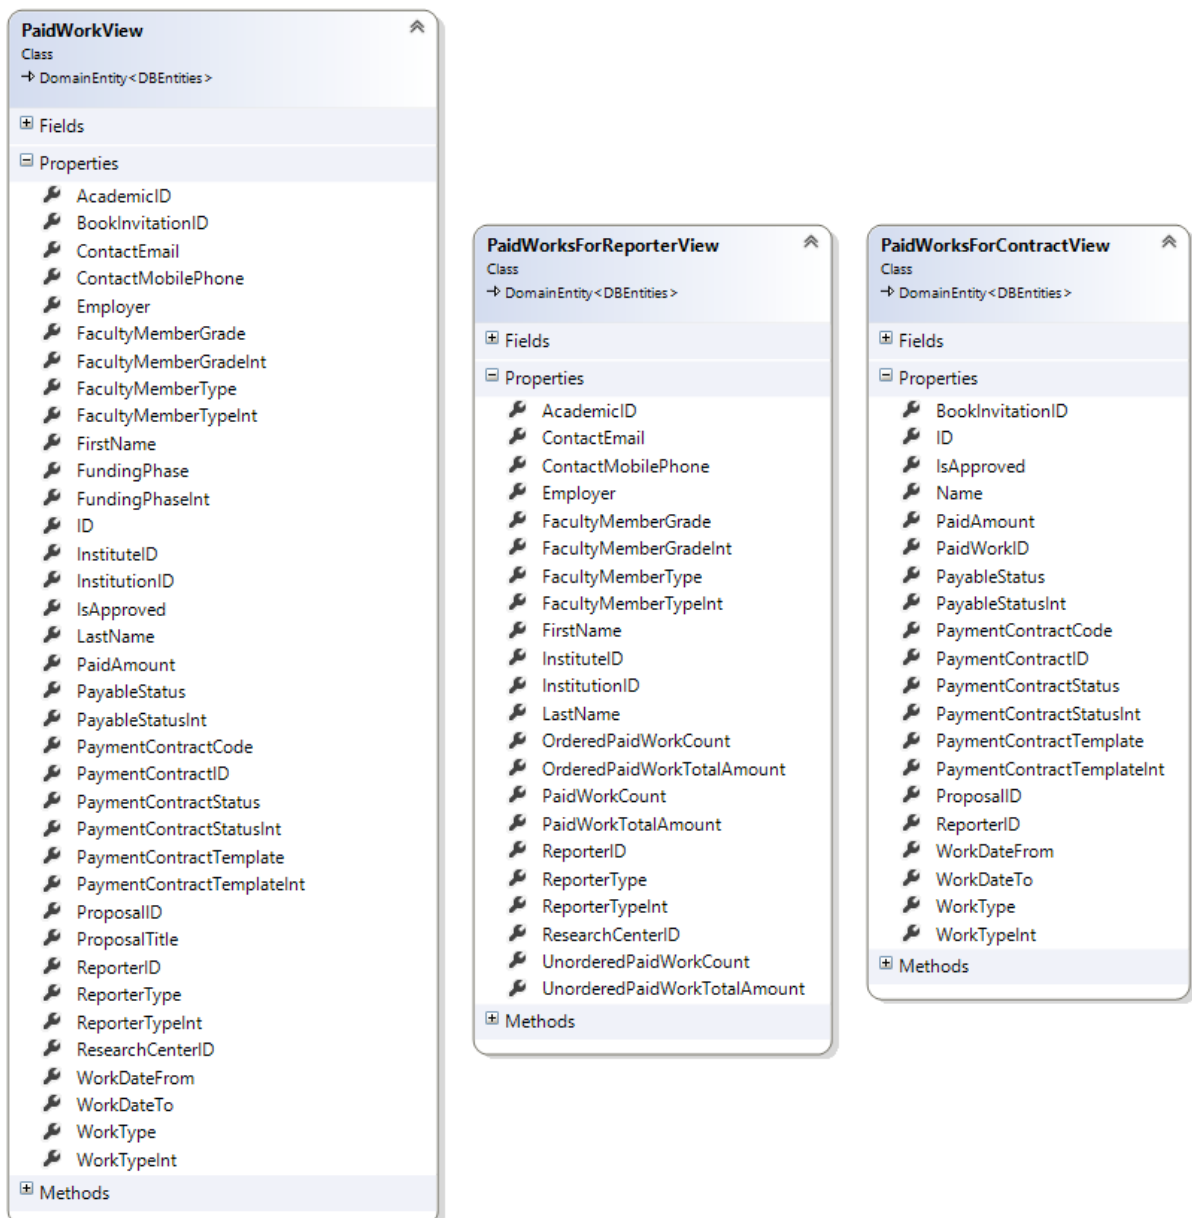 PaidWorkView
Class
DomainEntity<DBEntities>
Fields
Properties
AcademicID
BookInvitationID
ContactEmail
ContactMobilePhone
Employer
FacultyMemberGrade
FacultyMemberGradeInt
FacultyMemberType
FacultyMemberTypeInt
FirstName
FundingPhase
FundingPhaseInt
ID
InstituteID
InstitutionID
IsApproved
LastName
PaidAmount
PayableStatus
PayableStatusInt
PaymentContractCode
PaymentContractID
PaymentContractStatus
PaymentContractStatusInt
PaymentContractTemplate
PaymentContractTemplateInt
ProposalID
ProposalTitle
ReporterID
ReporterType
ReporterTypeInt
ResearchCenterID
WorkDateFrom
WorkDateTo
WorkType
WorkTypeInt
Methods
PaidWorksForReporterView
Class
DomainEntity<DBEntities>
Fields
Properties
AcademicID
ContactEmail
ContactMobilePhone
Employer
FacultyMemberGrade
FacultyMemberGradeInt
FacultyMemberType
FacultyMemberTypeInt
FirstName
InstituteID
InstitutionID
LastName
OrderedPaidWorkCount
OrderedPaidWorkTotalAmount
PaidWorkCount
PaidWorkTotalAmount
ReporterID
ReporterType
ReporterTypeInt
ResearchCenterID
UnorderedPaidWorkCount
UnorderedPaidWorkTotalAmount
Methods
PaidWorksForContractView
Class
DomainEntity<DBEntities>
Fields
Properties
BookInvitationID
ID
IsApproved
Name
PaidAmount
PaidWorkID
PayableStatus
PayableStatusInt
PaymentContractCode
PaymentContractID
PaymentContractStatus
PaymentContractStatusInt
PaymentContractTemplate
PaymentContractTemplateInt
ProposalID
ReporterID
WorkDateFrom
WorkDateTo
WorkType
WorkTypeInt
Methods